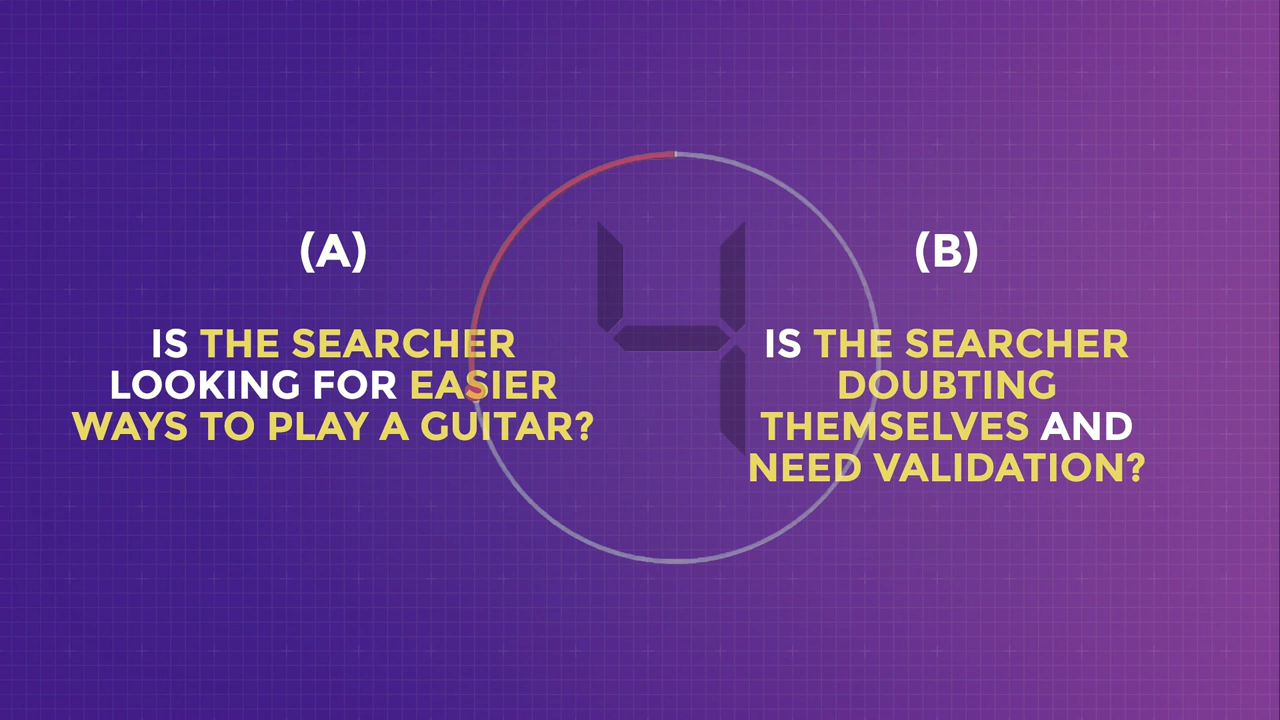 (A)
IS THE SEARCHER
LOOKING FOR EASIER
WAYS TO PLAY A GUITAR?
4
(B)
IS THE SEARCHER
DOUBTING
THEMSELVES AND
NEED VALIDATION?